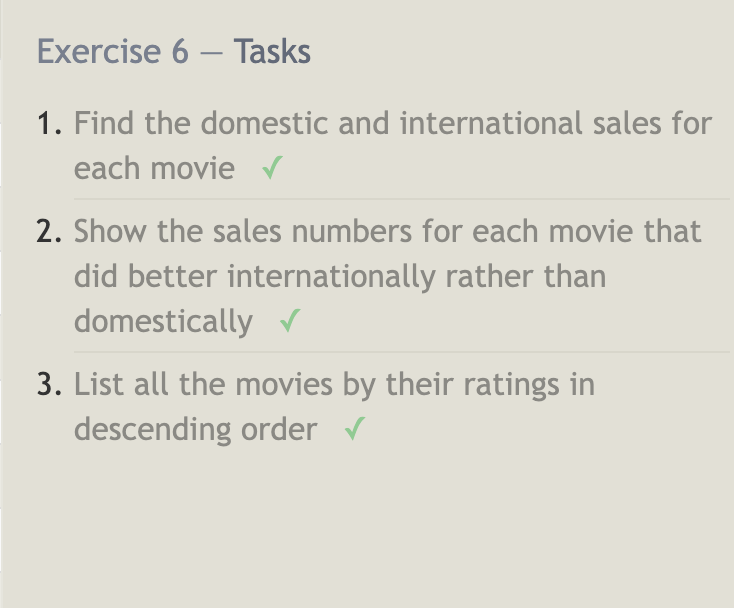 Exercise 6 — Tasks
1. Find the domestic and international sales for
each movie ✓
2. Show the sales numbers for each movie that
did better internationally rather than
domestically ✓
3. List all the movies by their ratings in
descending order ✓